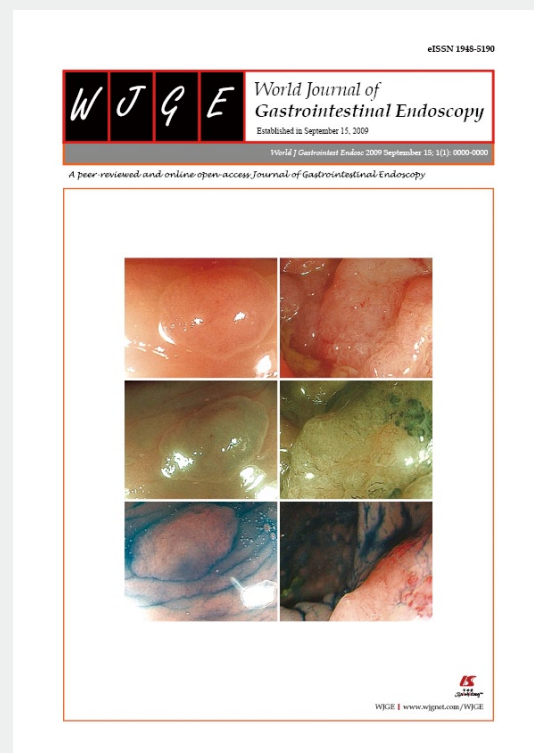 eISSN 1948-5190
W J G E
World Journal of
Gastrointestinal Endoscopy
Established in September 15, 2009
World J Gastrointest Endosc 2009 September 15; 1(1): 0000-0000
A peer-reviewed and online open-access Journal of Gastrointestinal Endoscopy
WJGE | www.wjgnet.com/WJGE